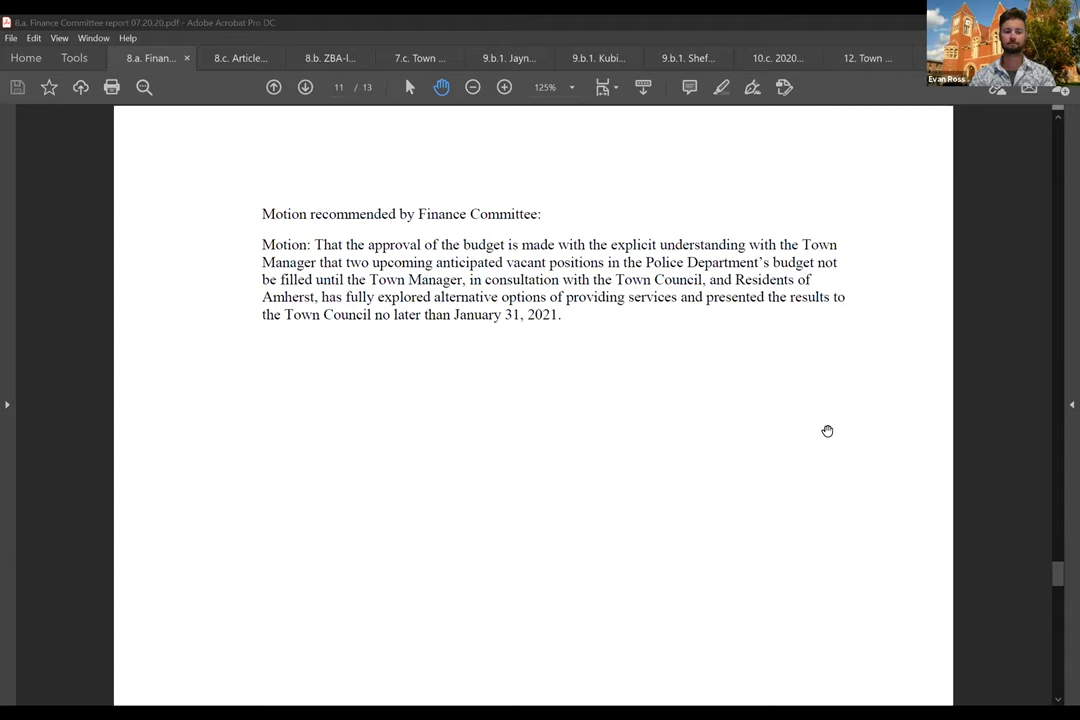 8.a. Finance Committee report 07.20.20.pdf - Adobe Acrobat Pro DC
File Edit View Window Help
Home Tools 8.a. Finan... × 8.c. Article... 8.b. ZBA-l... 7.c. Town ... 9.b.1. Jayn... 9.b.1. Kubi... 9.b.1. Shef... 10.c. 2020... 12. Town ...
11 / 13 125%
Evan Ross
Motion recommended by Finance Committee:
Motion: That the approval of the budget is made with the explicit understanding with the Town
Manager that two upcoming anticipated vacant positions in the Police Department’s budget not
be filled until the Town Manager, in consultation with the Town Council, and Residents of
Amherst, has fully explored alternative options of providing services and presented the results to
the Town Council no later than January 31, 2021.